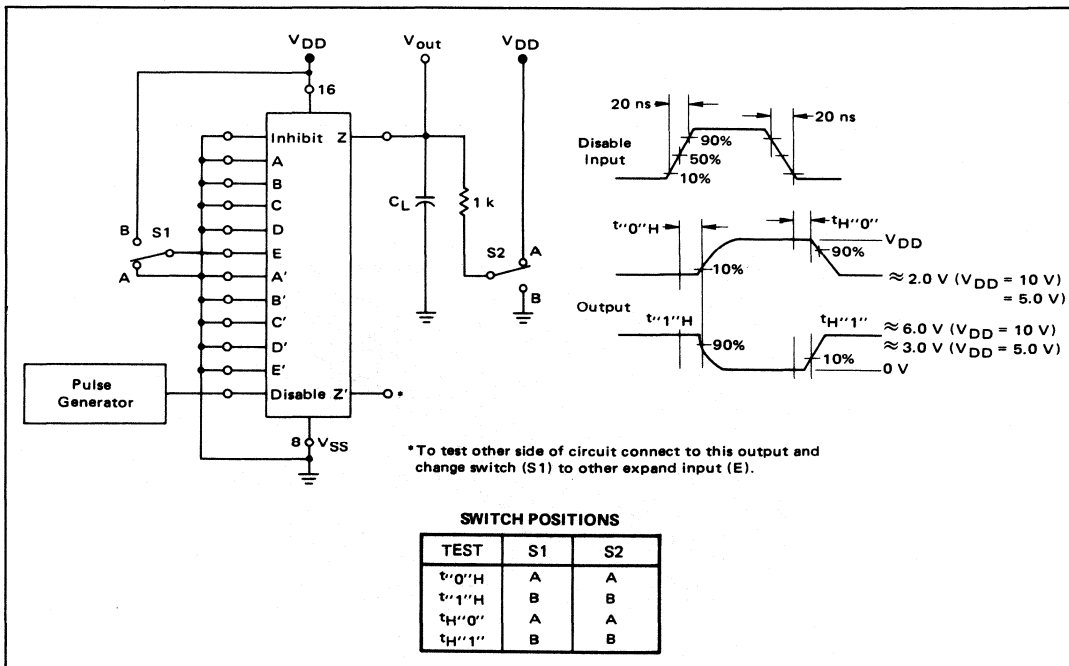 VDD
Vout
VDD
16
Inhibit Z
A
B
C
D
E
A'
B'
C'
D'
E'
Disable Z'
*
B
S1
A
CL
1 k
S2
A
B
Pulse
Generator
8
VSS
20 ns
20 ns
Disable
Input
90%
50%
10%
t"0"H
tH"0"
VDD
90%
10%
≈ 2.0 V (VDD = 10 V)
= 5.0 V)
Output
t"1"H
tH"1"
≈ 6.0 V (VDD = 10 V)
≈ 3.0 V (VDD = 5.0 V)
90%
10%
0 V
* To test other side of circuit connect to this output and
change switch (S1) to other expand input (E).
SWITCH POSITIONS
TEST S1 S2
t"0"H A A
t"1"H B B
tH"0" A A
tH"1" B B